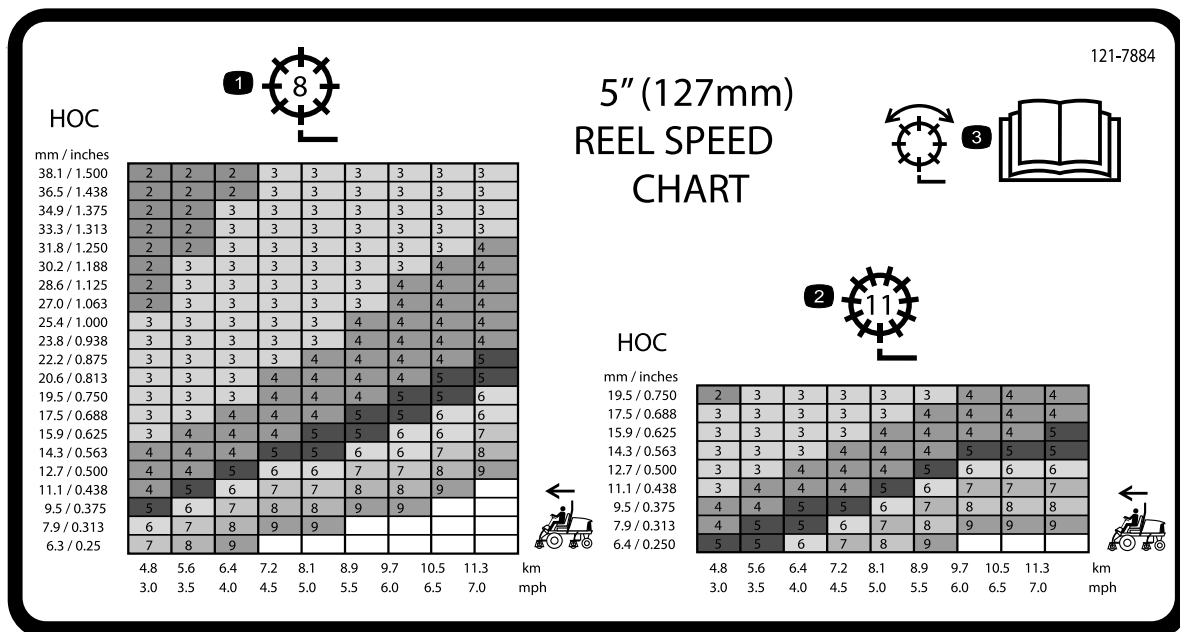 121-7884
5” (127mm)
REEL SPEED
CHART
3
1
8
HOC
mm / inches
38.1 / 1.500 2 2 2 3 3 3 3 3 3
36.5 / 1.438 2 2 2 3 3 3 3 3 3
34.9 / 1.375 2 2 3 3 3 3 3 3 3
33.3 / 1.313 2 2 3 3 3 3 3 3 3
31.8 / 1.250 2 2 3 3 3 3 3 3 4
30.2 / 1.188 2 3 3 3 3 3 3 4 4
28.6 / 1.125 2 3 3 3 3 3 4 4 4
27.0 / 1.063 2 3 3 3 3 3 4 4 4
25.4 / 1.000 3 3 3 3 3 4 4 4 4
23.8 / 0.938 3 3 3 3 3 4 4 4 4
22.2 / 0.875 3 3 3 3 4 4 4 4 5
20.6 / 0.813 3 3 3 4 4 4 4 5 5
19.5 / 0.750 3 3 3 4 4 4 5 5 6
17.5 / 0.688 3 3 4 4 4 5 5 6 6
15.9 / 0.625 3 4 4 4 5 5 6 6 7
14.3 / 0.563 4 4 4 5 5 6 6 7 8
12.7 / 0.500 4 4 5 6 6 7 7 8 9
11.1 / 0.438 4 5 6 7 7 8 8 9
9.5 / 0.375 5 6 7 8 8 9 9
7.9 / 0.313 6 7 8 9 9
6.3 / 0.25 7 8 9
4.8 5.6 6.4 7.2 8.1 8.9 9.7 10.5 11.3 km
3.0 3.5 4.0 4.5 5.0 5.5 6.0 6.5 7.0 mph
2
11
HOC
mm / inches
19.5 / 0.750 2 3 3 3 3 3 4 4 4
17.5 / 0.688 3 3 3 3 3 4 4 4 4
15.9 / 0.625 3 3 3 3 4 4 4 4 5
14.3 / 0.563 3 3 3 4 4 4 5 5 5
12.7 / 0.500 3 3 4 4 4 5 6 6 6
11.1 / 0.438 3 4 4 4 5 6 7 7 7
9.5 / 0.375 4 4 5 5 6 7 8 8 8
7.9 / 0.313 4 5 5 6 7 8 9 9 9
6.4 / 0.250 5 5 6 7 8 9
4.8 5.6 6.4 7.2 8.1 8.9 9.7 10.5 11.3 km
3.0 3.5 4.0 4.5 5.0 5.5 6.0 6.5 7.0 mph